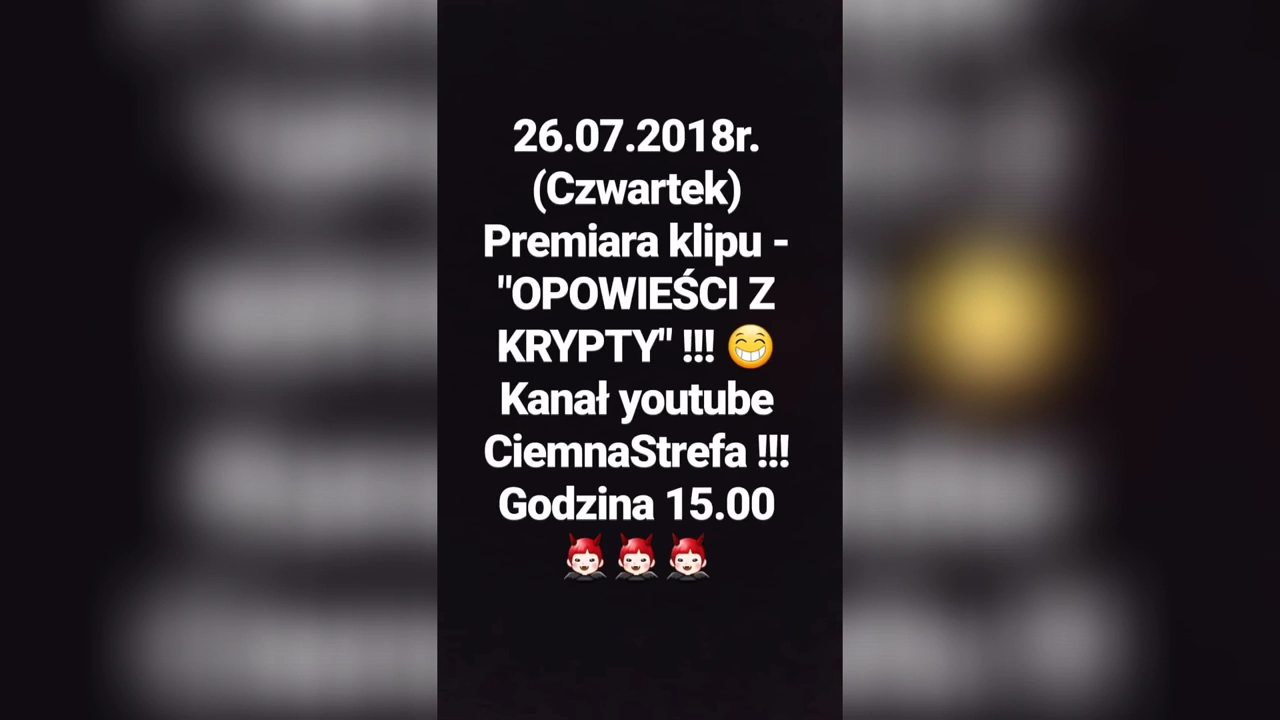 26.07.2018r.
(Czwartek)
Premiara klipu -
"OPOWIEŚCI Z
KRYPTY" !!! 😁
Kanał youtube
CiemnaStrefa !!!
Godzina 15.00